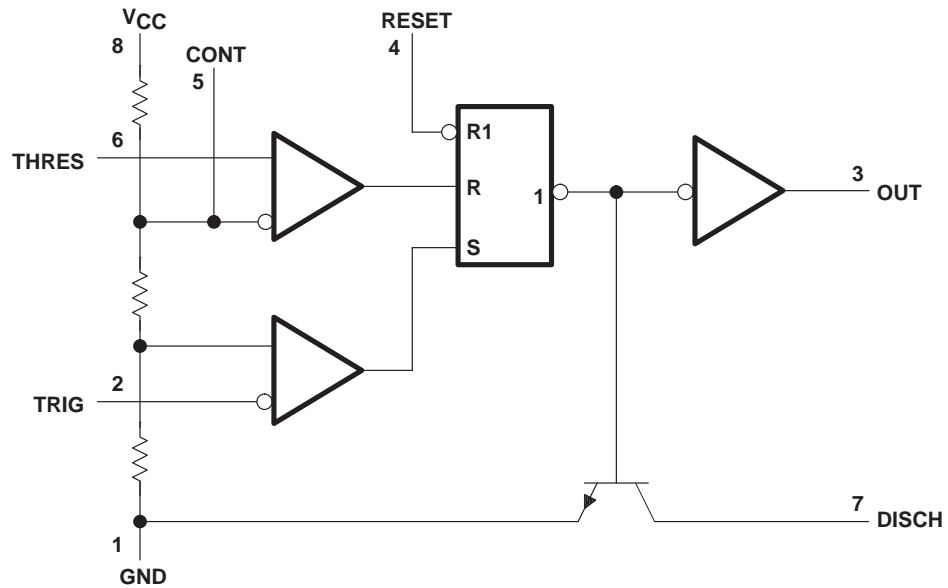 VCC
8
CONT
5
RESET
4
6
THRES
R1
R
1
S
3
OUT
2
TRIG
7
DISCH
1
GND